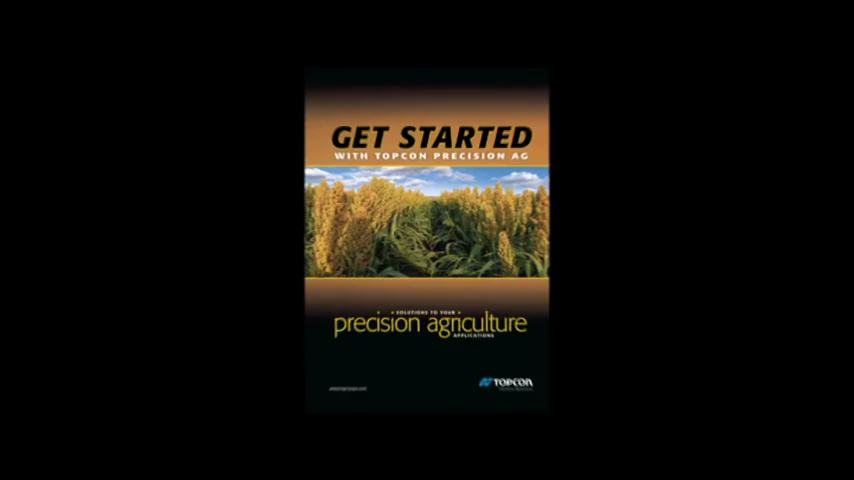 GET STARTED
WITH TOPCON PRECISION AG
SOLUTIONS TO YOUR
precision agriculture
APPLICATIONS
TOPCON